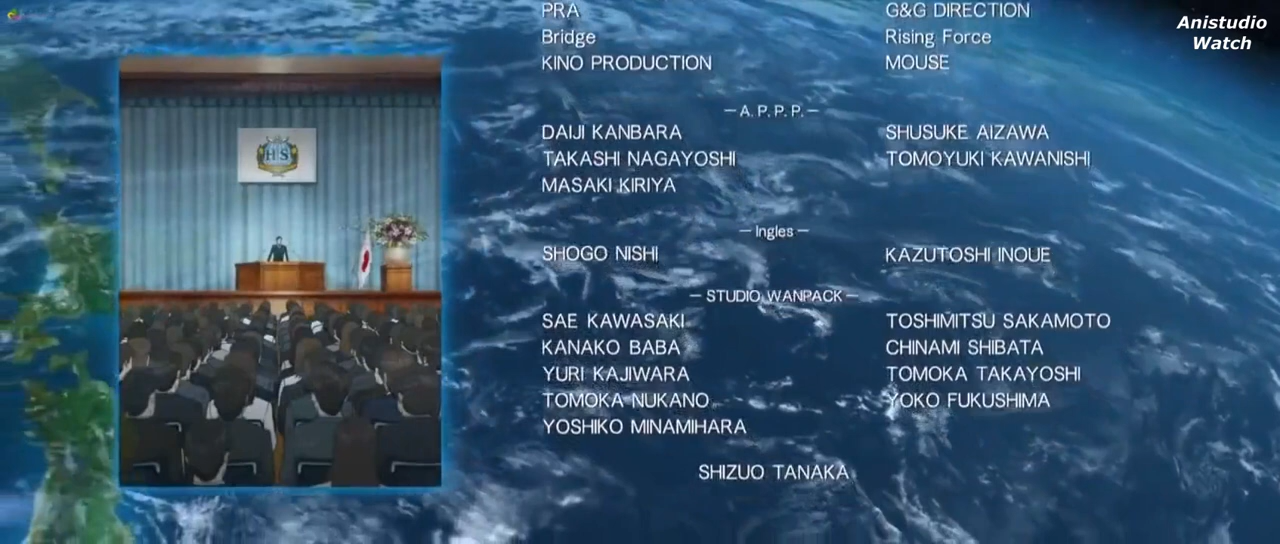 PRA G&G DIRECTION
Anistudio
Watch
Bridge Rising Force
KINO PRODUCTION MOUSE
— A. P. P. P. —
DAIJI KANBARA SHUSUKE AIZAWA
TAKASHI NAGAYOSHI TOMOYUKI KAWANISHI
MASAKI KIRIYA
HS
— Ingles —
SHOGO NISHI KAZUTOSHI INOUE
— STUDIO WANPACK —
SAE KAWASAKI TOSHIMITSU SAKAMOTO
KANAKO BABA CHINAMI SHIBATA
YURI KAJIWARA TOMOKA TAKAYOSHI
TOMOKA NUKANO YOKO FUKUSHIMA
YOSHIKO MINAMIHARA
SHIZUO TANAKA